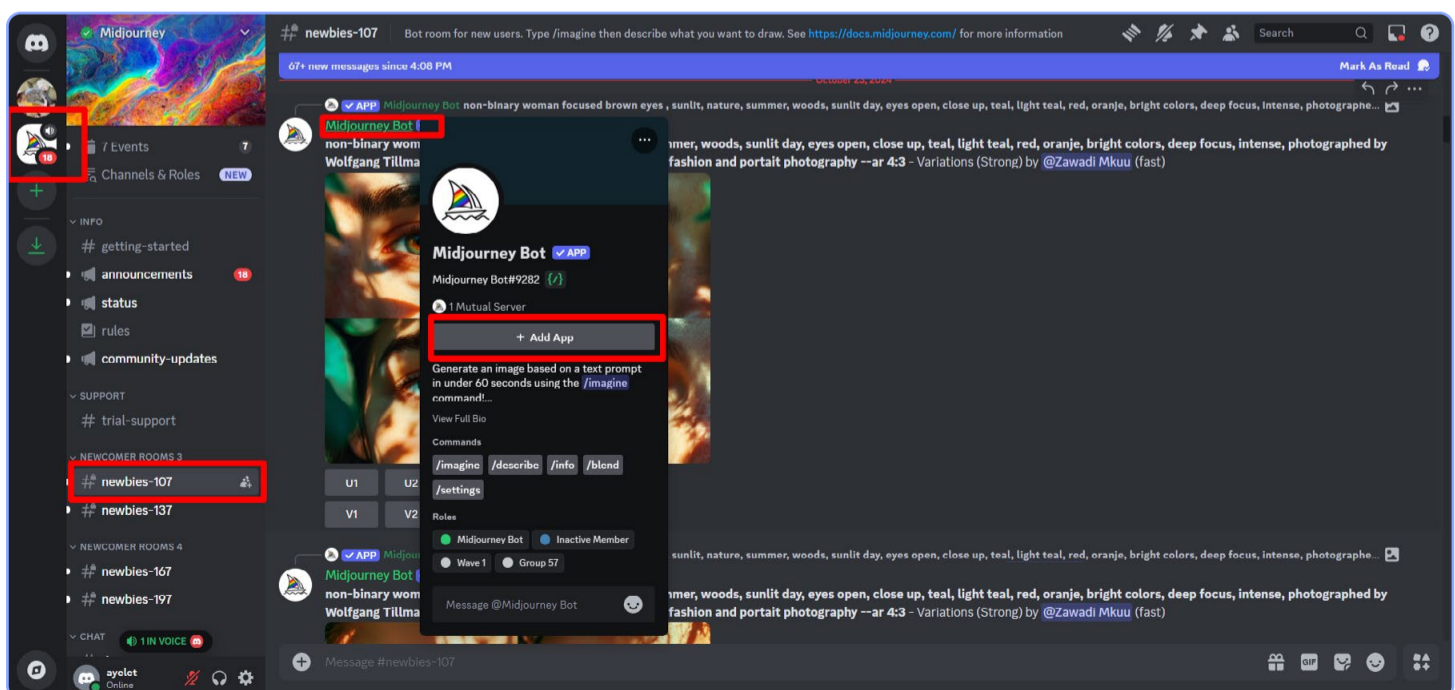 Midjourney
# newbies-107
Bot room for new users. Type /imagine then describe what you want to draw. See https://docs.midjourney.com/ for more information
Search
67+ new messages since 4:08 PM
Mark As Read
October 23, 2024
18
7 Events
7
Channels & Roles
NEW
INFO
# getting-started
announcements
18
status
rules
community-updates
SUPPORT
# trial-support
NEWCOMER ROOMS 3
# newbies-107
# newbies-137
NEWCOMER ROOMS 4
# newbies-167
# newbies-197
CHAT
1 IN VOICE
ayelet
Online
APP Midjourney Bot non-binary woman focused brown eyes , sunlit, nature, summer, woods, sunlit day, eyes open, close up, teal, light teal, red, oranje, bright colors, deep focus, intense, photographe...
Midjourney Bot
non-binary wom
mmer, woods, sunlit day, eyes open, close up, teal, light teal, red, oranje, bright colors, deep focus, intense, photographed by
Wolfgang Tillma
fashion and portait photography --ar 4:3 - Variations (Strong) by @Zawadi Mkuu (fast)
Midjourney Bot APP
Midjourney Bot#9282 {/}
1 Mutual Server
+ Add App
Generate an image based on a text prompt
in under 60 seconds using the /imagine
command!...
View Full Bio
Commands
/imagine /describe /info /blend
/settings
Roles
Midjourney Bot Inactive Member
Wave 1 Group 57
Message @Midjourney Bot
U1 U2
V1 V2
APP Midjour
sunlit, nature, summer, woods, sunlit day, eyes open, close up, teal, light teal, red, oranje, bright colors, deep focus, intense, photographe...
Midjourney Bot
non-binary wom
mmer, woods, sunlit day, eyes open, close up, teal, light teal, red, oranje, bright colors, deep focus, intense, photographed by
Wolfgang Tillma
fashion and portait photography --ar 4:3 - Variations (Strong) by @Zawadi Mkuu (fast)
Message #newbies-107
GIF